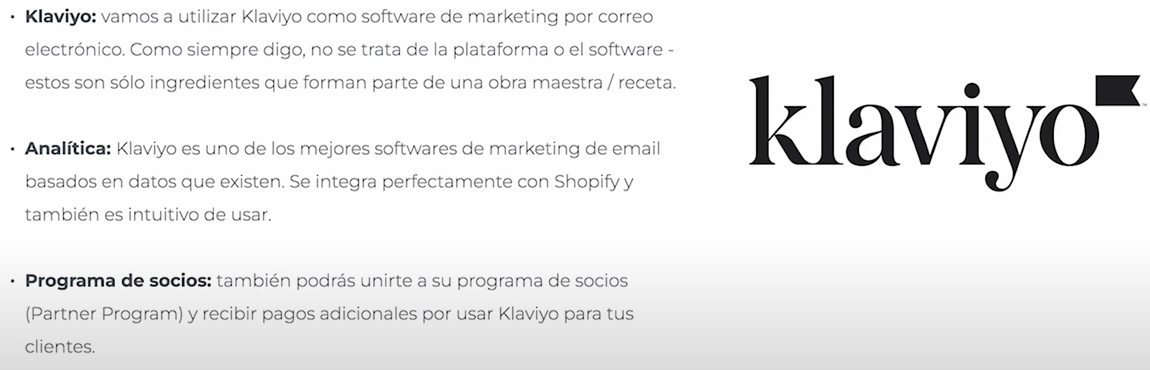 • Klaviyo: vamos a utilizar Klaviyo como software de marketing por correo
electrónico. Como siempre digo, no se trata de la plataforma o el software -
estos son sólo ingredientes que forman parte de una obra maestra / receta.
• Analítica: Klaviyo es uno de los mejores softwares de marketing de email
basados en datos que existen. Se integra perfectamente con Shopify y
también es intuitivo de usar.
• Programa de socios: también podrás unirte a su programa de socios
(Partner Program) y recibir pagos adicionales por usar Klaviyo para tus
clientes.
klaviyo